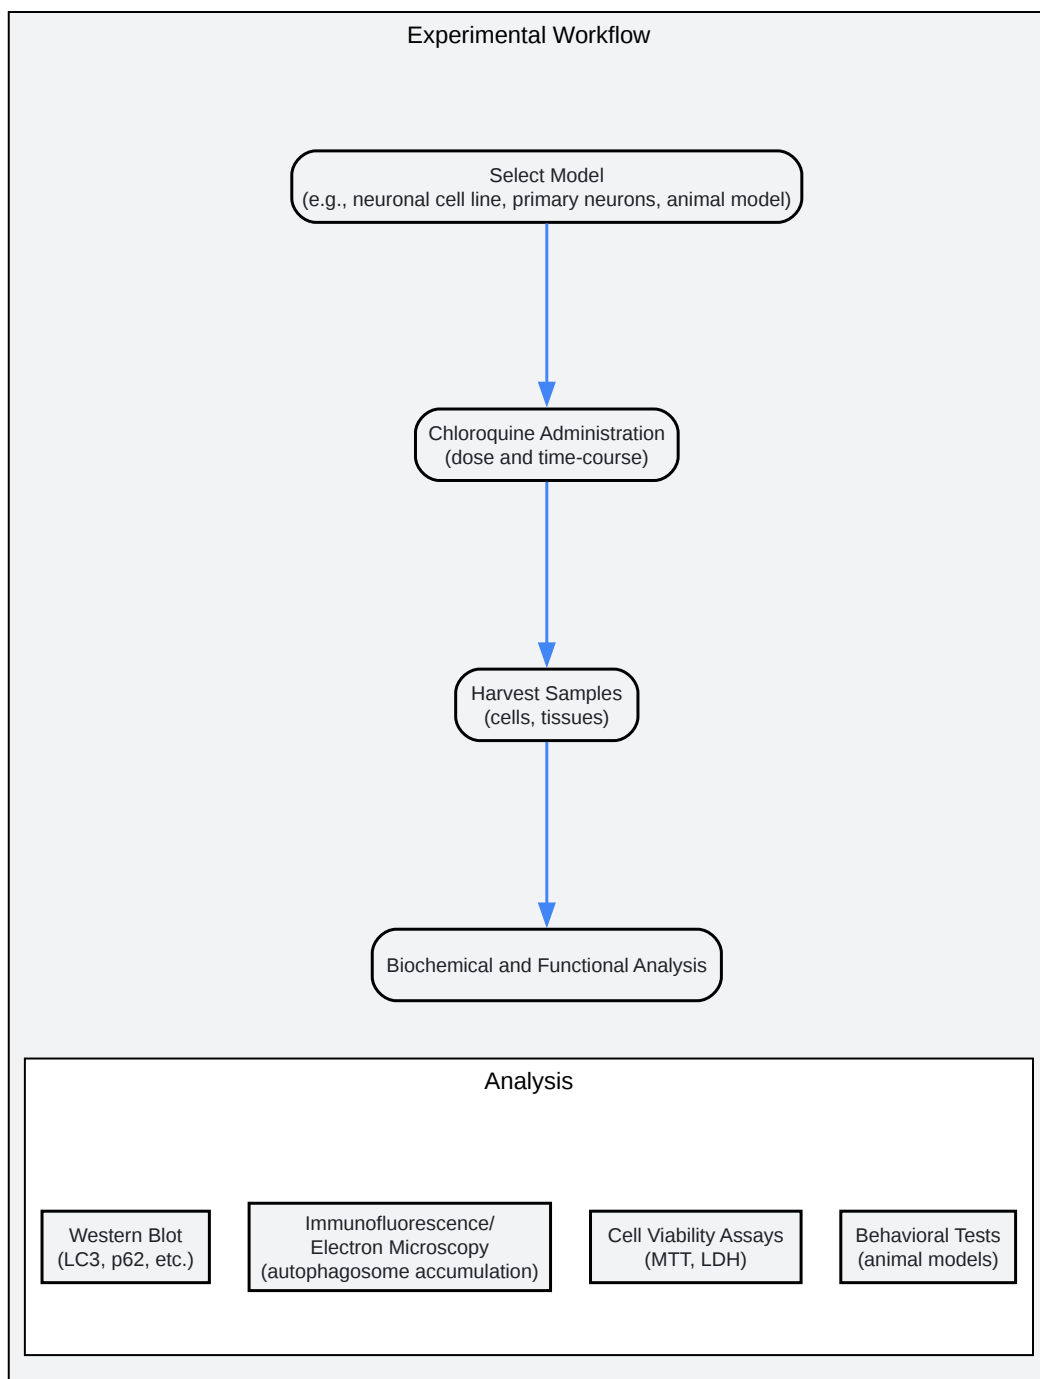 Experimental Workflow
Select Model
(e.g., neuronal cell line, primary neurons, animal model)
Chloroquine Administration
(dose and time-course)
Harvest Samples
(cells, tissues)
Biochemical and Functional Analysis
Analysis
Western Blot
(LC3, p62, etc.)
Immunofluorescence/
Electron Microscopy
(autophagosome accumulation)
Cell Viability Assays
(MTT, LDH)
Behavioral Tests
(animal models)